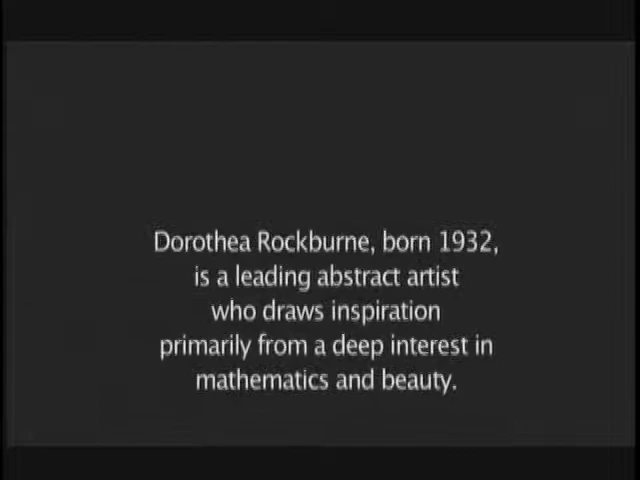 Dorothea Rockburne, born 1932,
is a leading abstract artist
who draws inspiration
primarily from a deep interest in
mathematics and beauty.